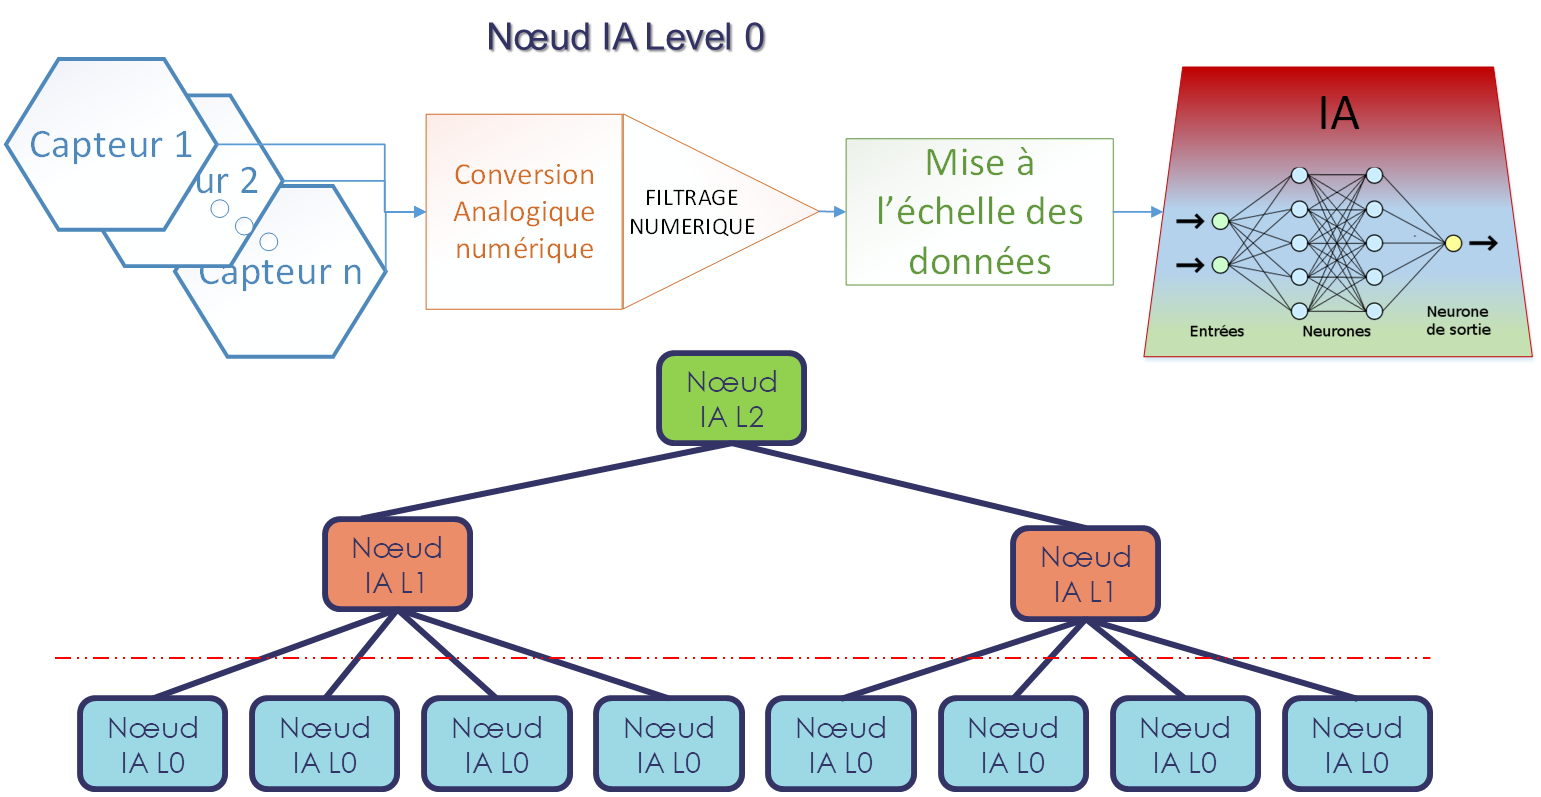 Nœud IA Level 0
Capteur 1
ur 2
Capteur n
Conversion
Analogique
numérique
FILTRAGE
NUMERIQUE
Mise à
l'échelle des
données
IA
Entrées
Neurones
Neurone
de sortie
Nœud
IA L2
Nœud
IA L1
Nœud
IA L1
Nœud
IA L0
Nœud
IA L0
Nœud
IA L0
Nœud
IA L0
Nœud
IA L0
Nœud
IA L0
Nœud
IA L0
Nœud
IA L0